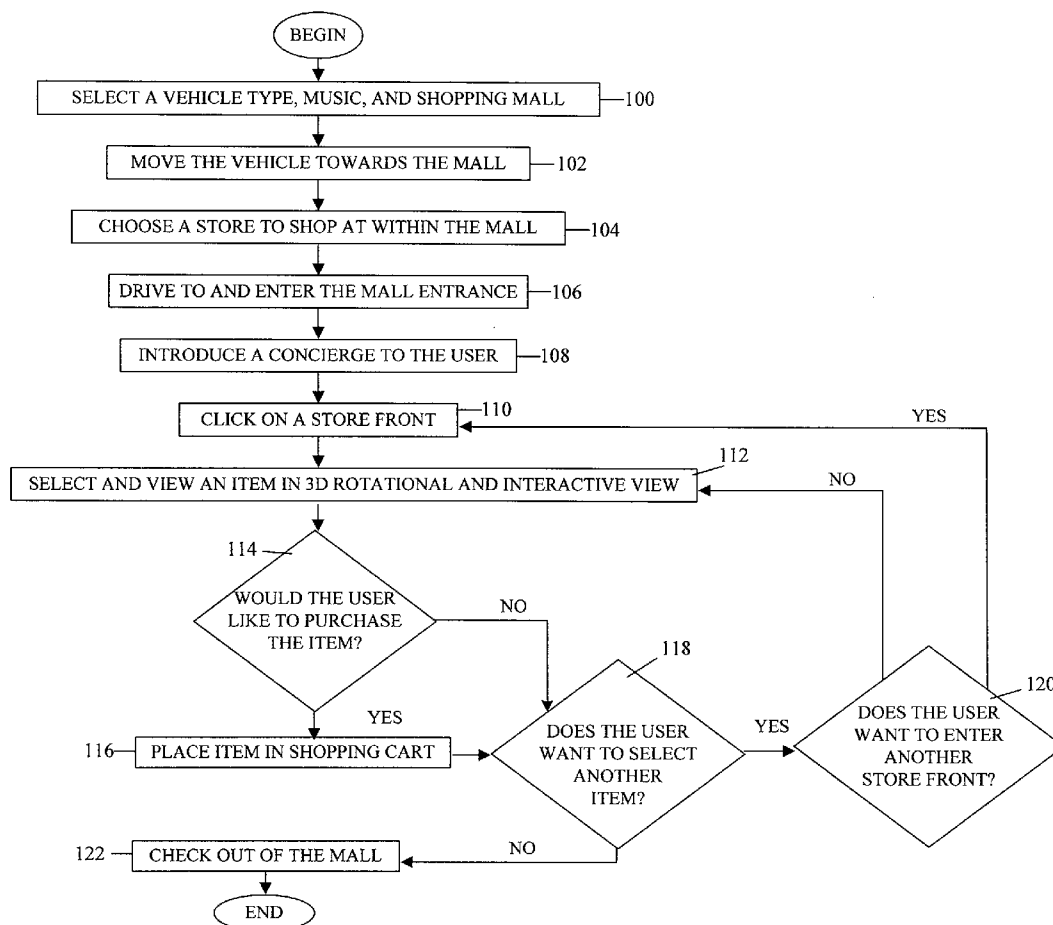 BEGIN
SELECT A VEHICLE TYPE, MUSIC, AND SHOPPING MALL
100
MOVE THE VEHICLE TOWARDS THE MALL
102
CHOOSE A STORE TO SHOP AT WITHIN THE MALL
104
DRIVE TO AND ENTER THE MALL ENTRANCE
106
INTRODUCE A CONCIERGE TO THE USER
108
CLICK ON A STORE FRONT
110
YES
SELECT AND VIEW AN ITEM IN 3D ROTATIONAL AND INTERACTIVE VIEW
112
NO
114
WOULD THE USER
LIKE TO PURCHASE
THE ITEM?
NO
YES
116
PLACE ITEM IN SHOPPING CART
118
DOES THE USER
WANT TO SELECT
ANOTHER
ITEM?
YES
120
DOES THE USER
WANT TO ENTER
ANOTHER
STORE FRONT?
NO
122
CHECK OUT OF THE MALL
END